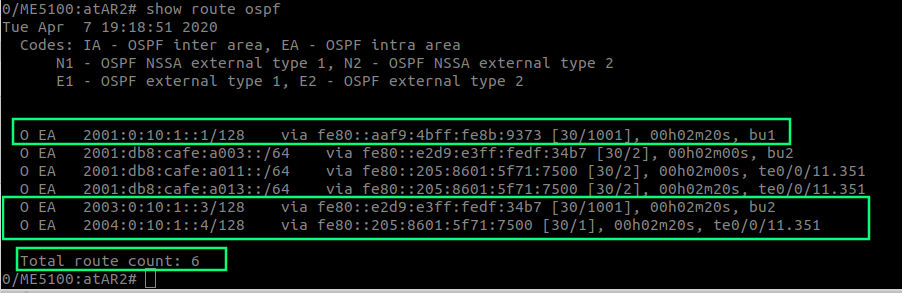 0/ME5100:atAR2# show route ospf
Tue Apr  7 19:18:51 2020
  Codes: IA - OSPF inter area, EA - OSPF intra area
      N1 - OSPF NSSA external type 1, N2 - OSPF NSSA external type 2
      E1 - OSPF external type 1, E2 - OSPF external type 2
  O EA   2001:0:10:1::1/128    via fe80::aaf9:4bff:fe8b:9373 [30/1001], 00h02m20s, bu1
  O EA   2001:db8:cafe:a003::/64    via fe80::e2d9:e3ff:fedf:34b7 [30/2], 00h02m00s, bu2
  O EA   2001:db8:cafe:a011::/64    via fe80::205:8601:5f71:7500 [30/2], 00h02m00s, te0/0/11.351
  O EA   2001:db8:cafe:a013::/64    via fe80::205:8601:5f71:7500 [30/2], 00h02m20s, te0/0/11.351
  O EA   2003:0:10:1::3/128    via fe80::e2d9:e3ff:fedf:34b7 [30/1001], 00h02m20s, bu2
  O EA   2004:0:10:1::4/128    via fe80::205:8601:5f71:7500 [30/1], 00h02m20s, te0/0/11.351
  Total route count: 6
0/ME5100:atAR2#